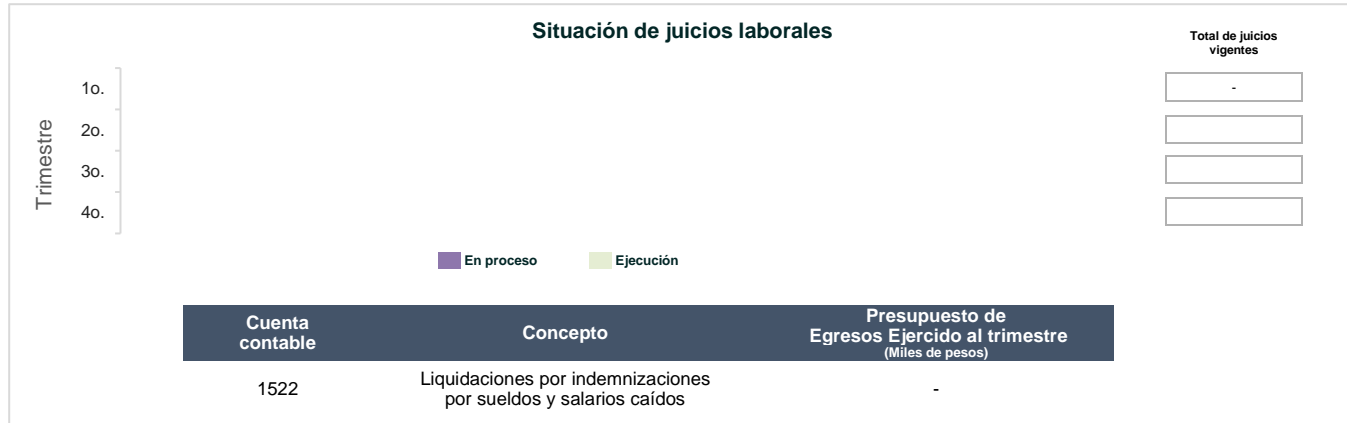 Situación de juicios laborales
Total de juicios
vigentes
Trimestre
1o.
-
2o.
3o.
4o.
En proceso
Ejecución
Cuenta
contable
Concepto
Presupuesto de
Egresos Ejercido al trimestre
(Miles de pesos)
1522
Liquidaciones por indemnizaciones
por sueldos y salarios caídos
-